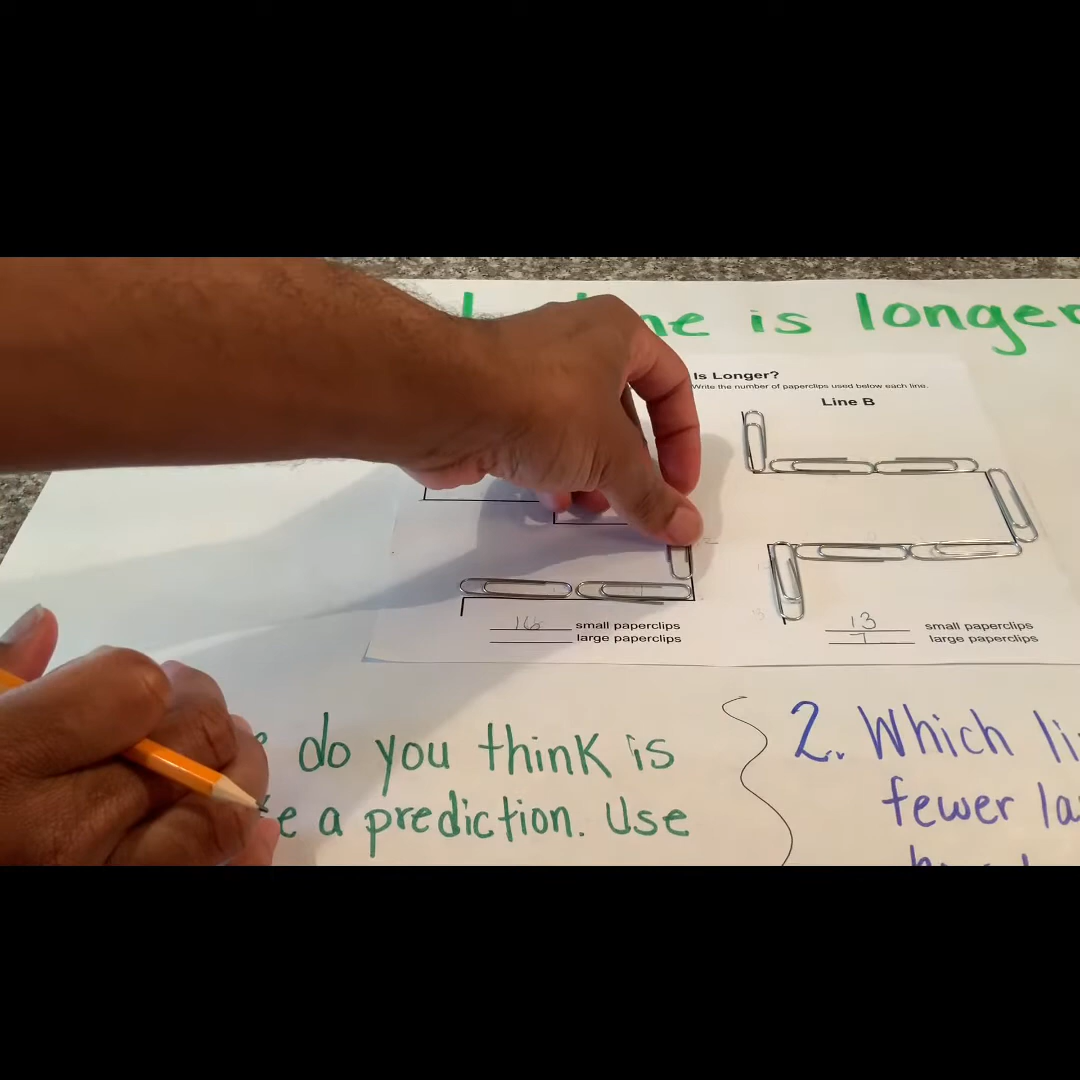 ne is longer
Is Longer?
Write the number of paperclips used below each line.
Line B
16 small paperclips
large paperclips
13 small paperclips
7 large paperclips
do you think is
e a prediction. Use
2. Which li
fewer la